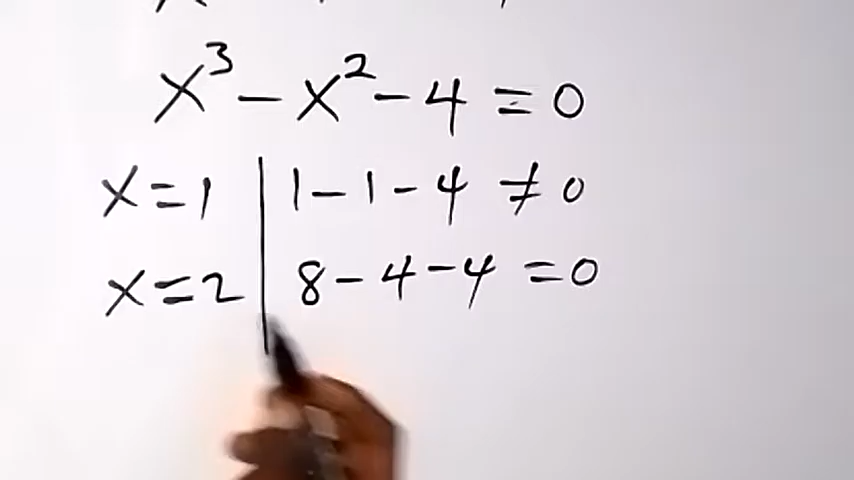 x³ - x² - 4 = 0
x = 1 | 1 - 1 - 4 ≠ 0
x = 2 | 8 - 4 - 4 = 0